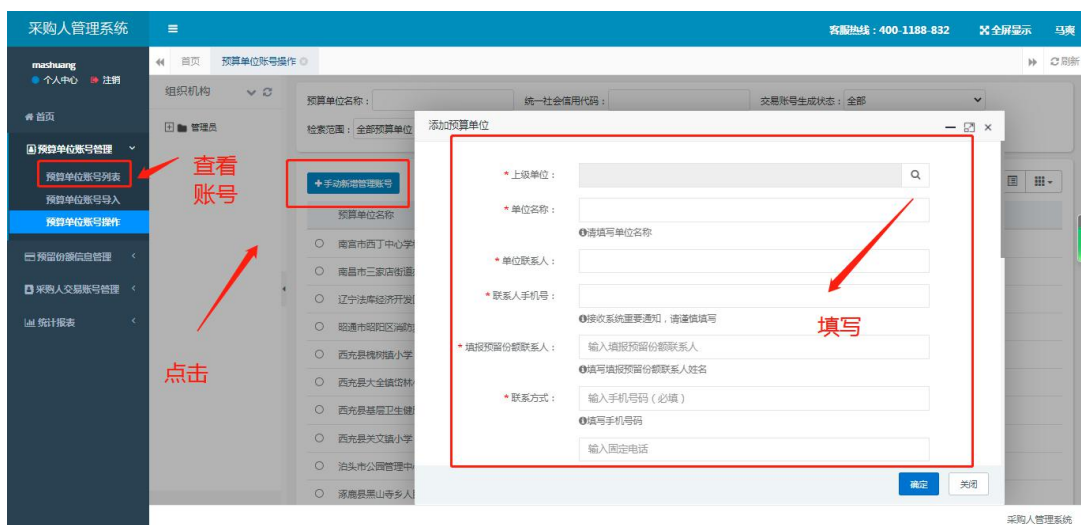 采购人管理系统
客服热线：400-1188-832
全屏显示
马爽
mashuang
个人中心
注销
首页
预算单位账号操作
刷新
首页
预算单位账号管理
预算单位账号列表
预算单位账号导入
预算单位账号操作
预留份额信息管理
采购人交易账号管理
统计报表
组织机构
管理员
查看
账号
点击
预算单位名称：
统一社会信用代码：
交易账号生成状态：全部
检索范围：全部预算单位
+手动新增管理账号
预算单位名称
南宫市西丁中心学
南昌市三家店街道
辽宁法库经济开发
昭通市昭阳区消防
西充县槐树镇小学
西充县大全镇岱林
西充县基层卫生健
西充县关文镇小学
泊头市公园管理中
涿鹿县黑山寺乡人
添加预算单位
* 上级单位：
* 单位名称：
请填写单位名称
* 单位联系人：
* 联系人手机号：
接收系统重要通知，请谨慎填写
填写
* 填报预留份额联系人：
输入填报预留份额联系人
填写填报预留份额联系人姓名
* 联系方式：
输入手机号码（必填）
填写手机号码
输入固定电话
确定
关闭
采购人管理系统